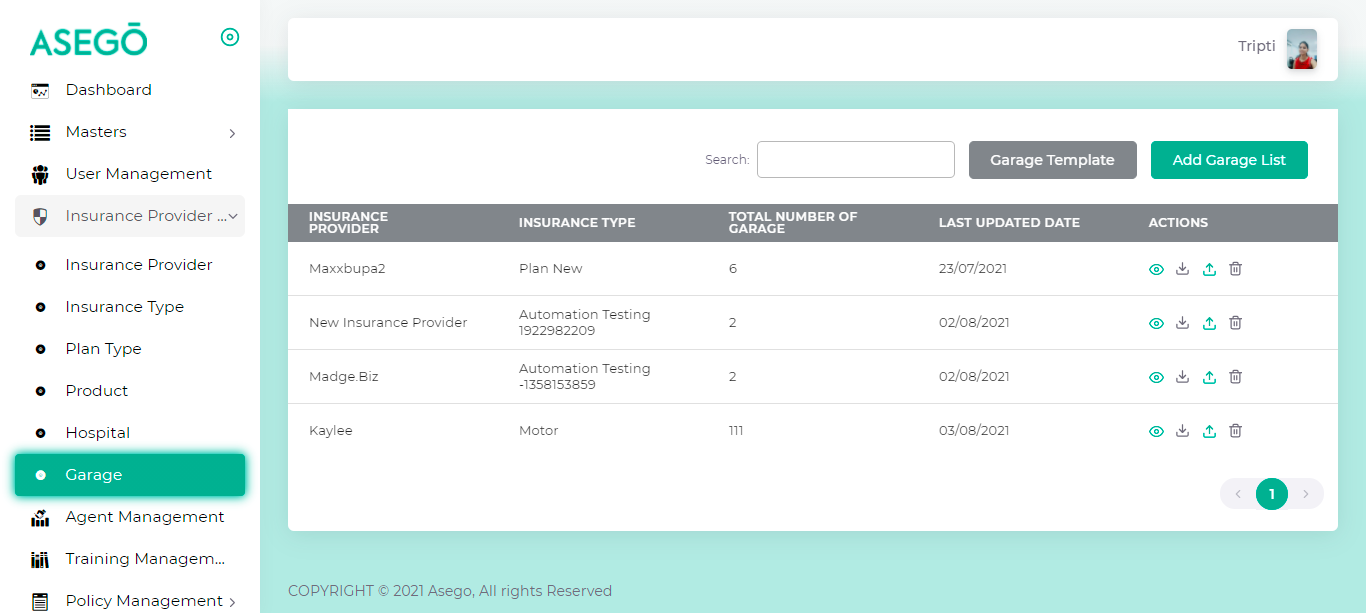 ASEGŌ
Dashboard
Masters
User Management
Insurance Provider ...
Insurance Provider
Insurance Type
Plan Type
Product
Hospital
Garage
Agent Management
Training Managem...
Policy Management
Tripti
Search:
Garage Template
Add Garage List
INSURANCE
PROVIDER
INSURANCE TYPE
TOTAL NUMBER OF
GARAGE
LAST UPDATED DATE
ACTIONS
Maxxbupa2
Plan New
6
23/07/2021
New Insurance Provider
Automation Testing
1922982209
2
02/08/2021
Madge.Biz
Automation Testing
-1358153859
2
02/08/2021
Kaylee
Motor
111
03/08/2021
1
COPYRIGHT © 2021 Asego, All rights Reserved